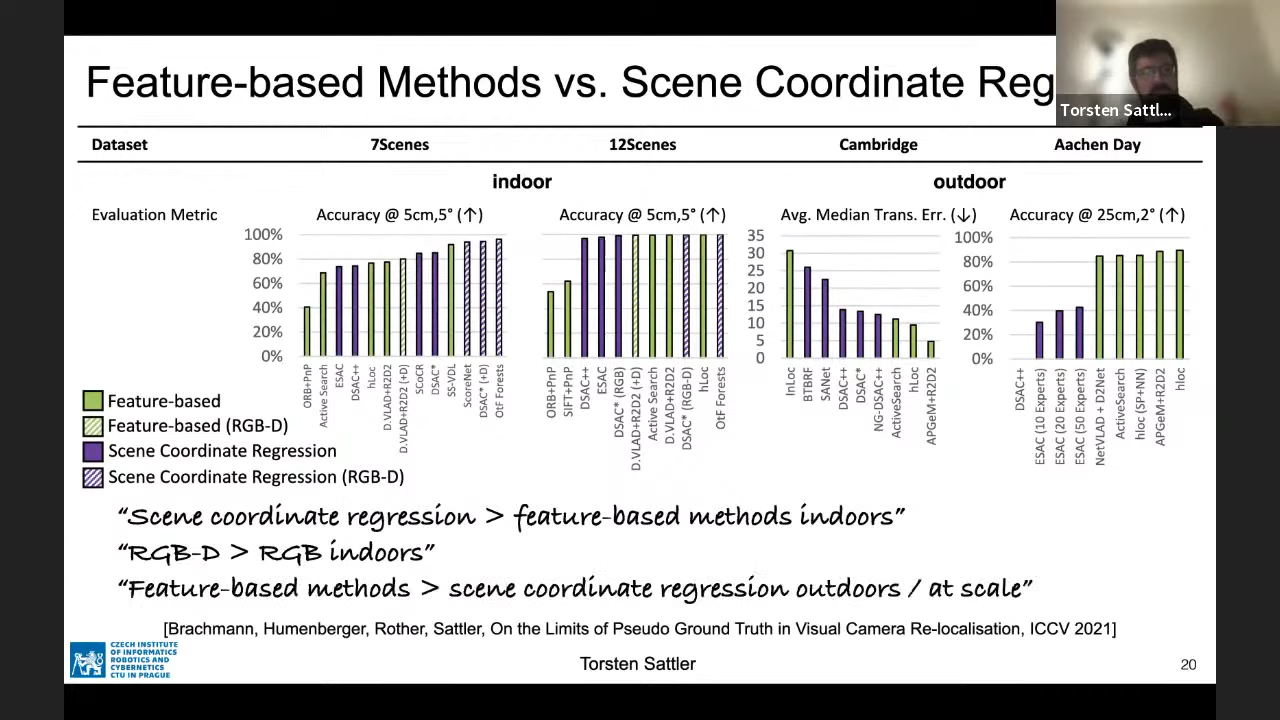 Feature-based Methods vs. Scene Coordinate Reg
Torsten Sattl...
Dataset 7Scenes 12Scenes Cambridge Aachen Day
indoor outdoor
Evaluation Metric Accuracy @ 5cm,5° (↑) Accuracy @ 5cm,5° (↑) Avg. Median Trans. Err. (↓) Accuracy @ 25cm,2° (↑)
100%
80%
60%
40%
20%
0%
ORB+PnP
Active Search
ESAC
DSAC++
hLoc
D.VLAD+R2D2
D.VLAD+R2D2 (+D)
SCoCR
DSAC*
SS-VDL
ScoreNet
DSAC* (+D)
OtF Forests
ORB+PnP
SIFT+PnP
DSAC++
ESAC
DSAC* (RGB)
D.VLAD+R2D2 (+D)
Active Search
D.VLAD+R2D2
DSAC* (RGB-D)
hLoc
OtF Forests
35
30
25
20
15
10
5
0
InLoc
BTBRF
SANet
DSAC++
DSAC*
NG-DSAC++
ActiveSearch
hLoc
APGeM+R2D2
100%
80%
60%
40%
20%
0%
DSAC++
ESAC (10 Experts)
ESAC (20 Experts)
ESAC (50 Experts)
NetVLAD + D2Net
ActiveSearch
hloc (SP+NN)
APGeM+R2D2
hloc
Feature-based
Feature-based (RGB-D)
Scene Coordinate Regression
Scene Coordinate Regression (RGB-D)
“Scene coordinate regression > feature-based methods indoors”
“RGB-D > RGB indoors”
“Feature-based methods > scene coordinate regression outdoors / at scale”
[Brachmann, Humenberger, Rother, Sattler, On the Limits of Pseudo Ground Truth in Visual Camera Re-localisation, ICCV 2021]
CZECH INSTITUTE
OF INFORMATICS
ROBOTICS AND
CYBERNETICS
CTU IN PRAGUE
Torsten Sattler
20